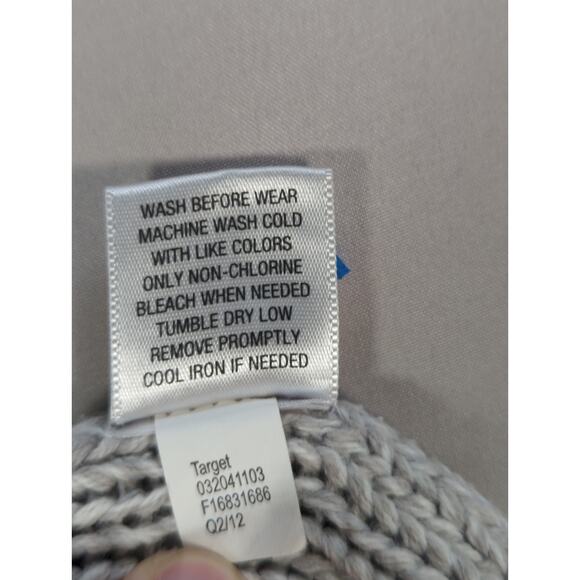 WASH BEFORE WEAR
MACHINE WASH COLD
WITH LIKE COLORS
ONLY NON-CHLORINE
BLEACH WHEN NEEDED
TUMBLE DRY LOW
REMOVE PROMPTLY
COOL IRON IF NEEDED
Target
032041103
F16831686
Q2/12